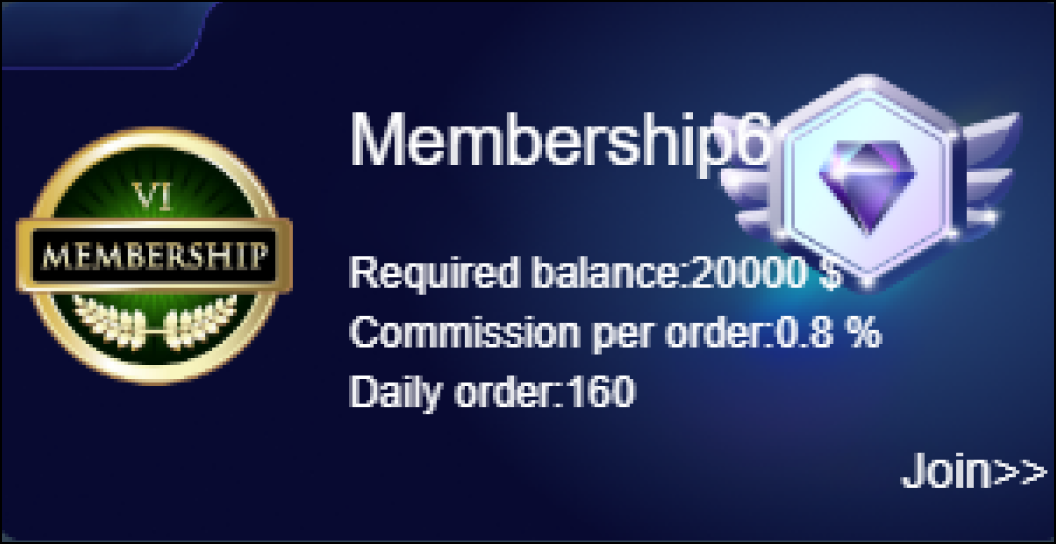 VI
MEMBERSHIP
Membership6
Required balance:20000 $
Commission per order:0.8 %
Daily order:160
Join>>